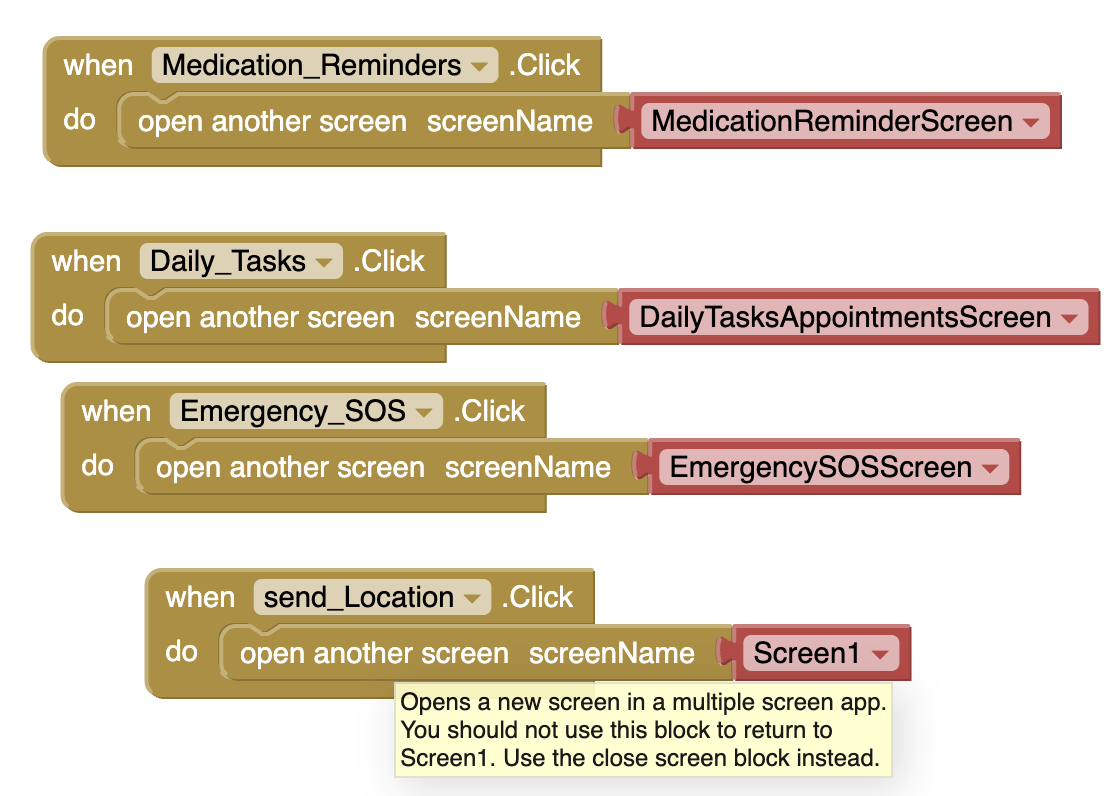 when Medication_Reminders .Click
do open another screen screenName MedicationReminderScreen
when Daily_Tasks .Click
do open another screen screenName DailyTasksAppointmentsScreen
when Emergency_SOS .Click
do open another screen screenName EmergencySOSScreen
when send_Location .Click
do open another screen screenName Screen1
Opens a new screen in a multiple screen app.
You should not use this block to return to
Screen1. Use the close screen block instead.